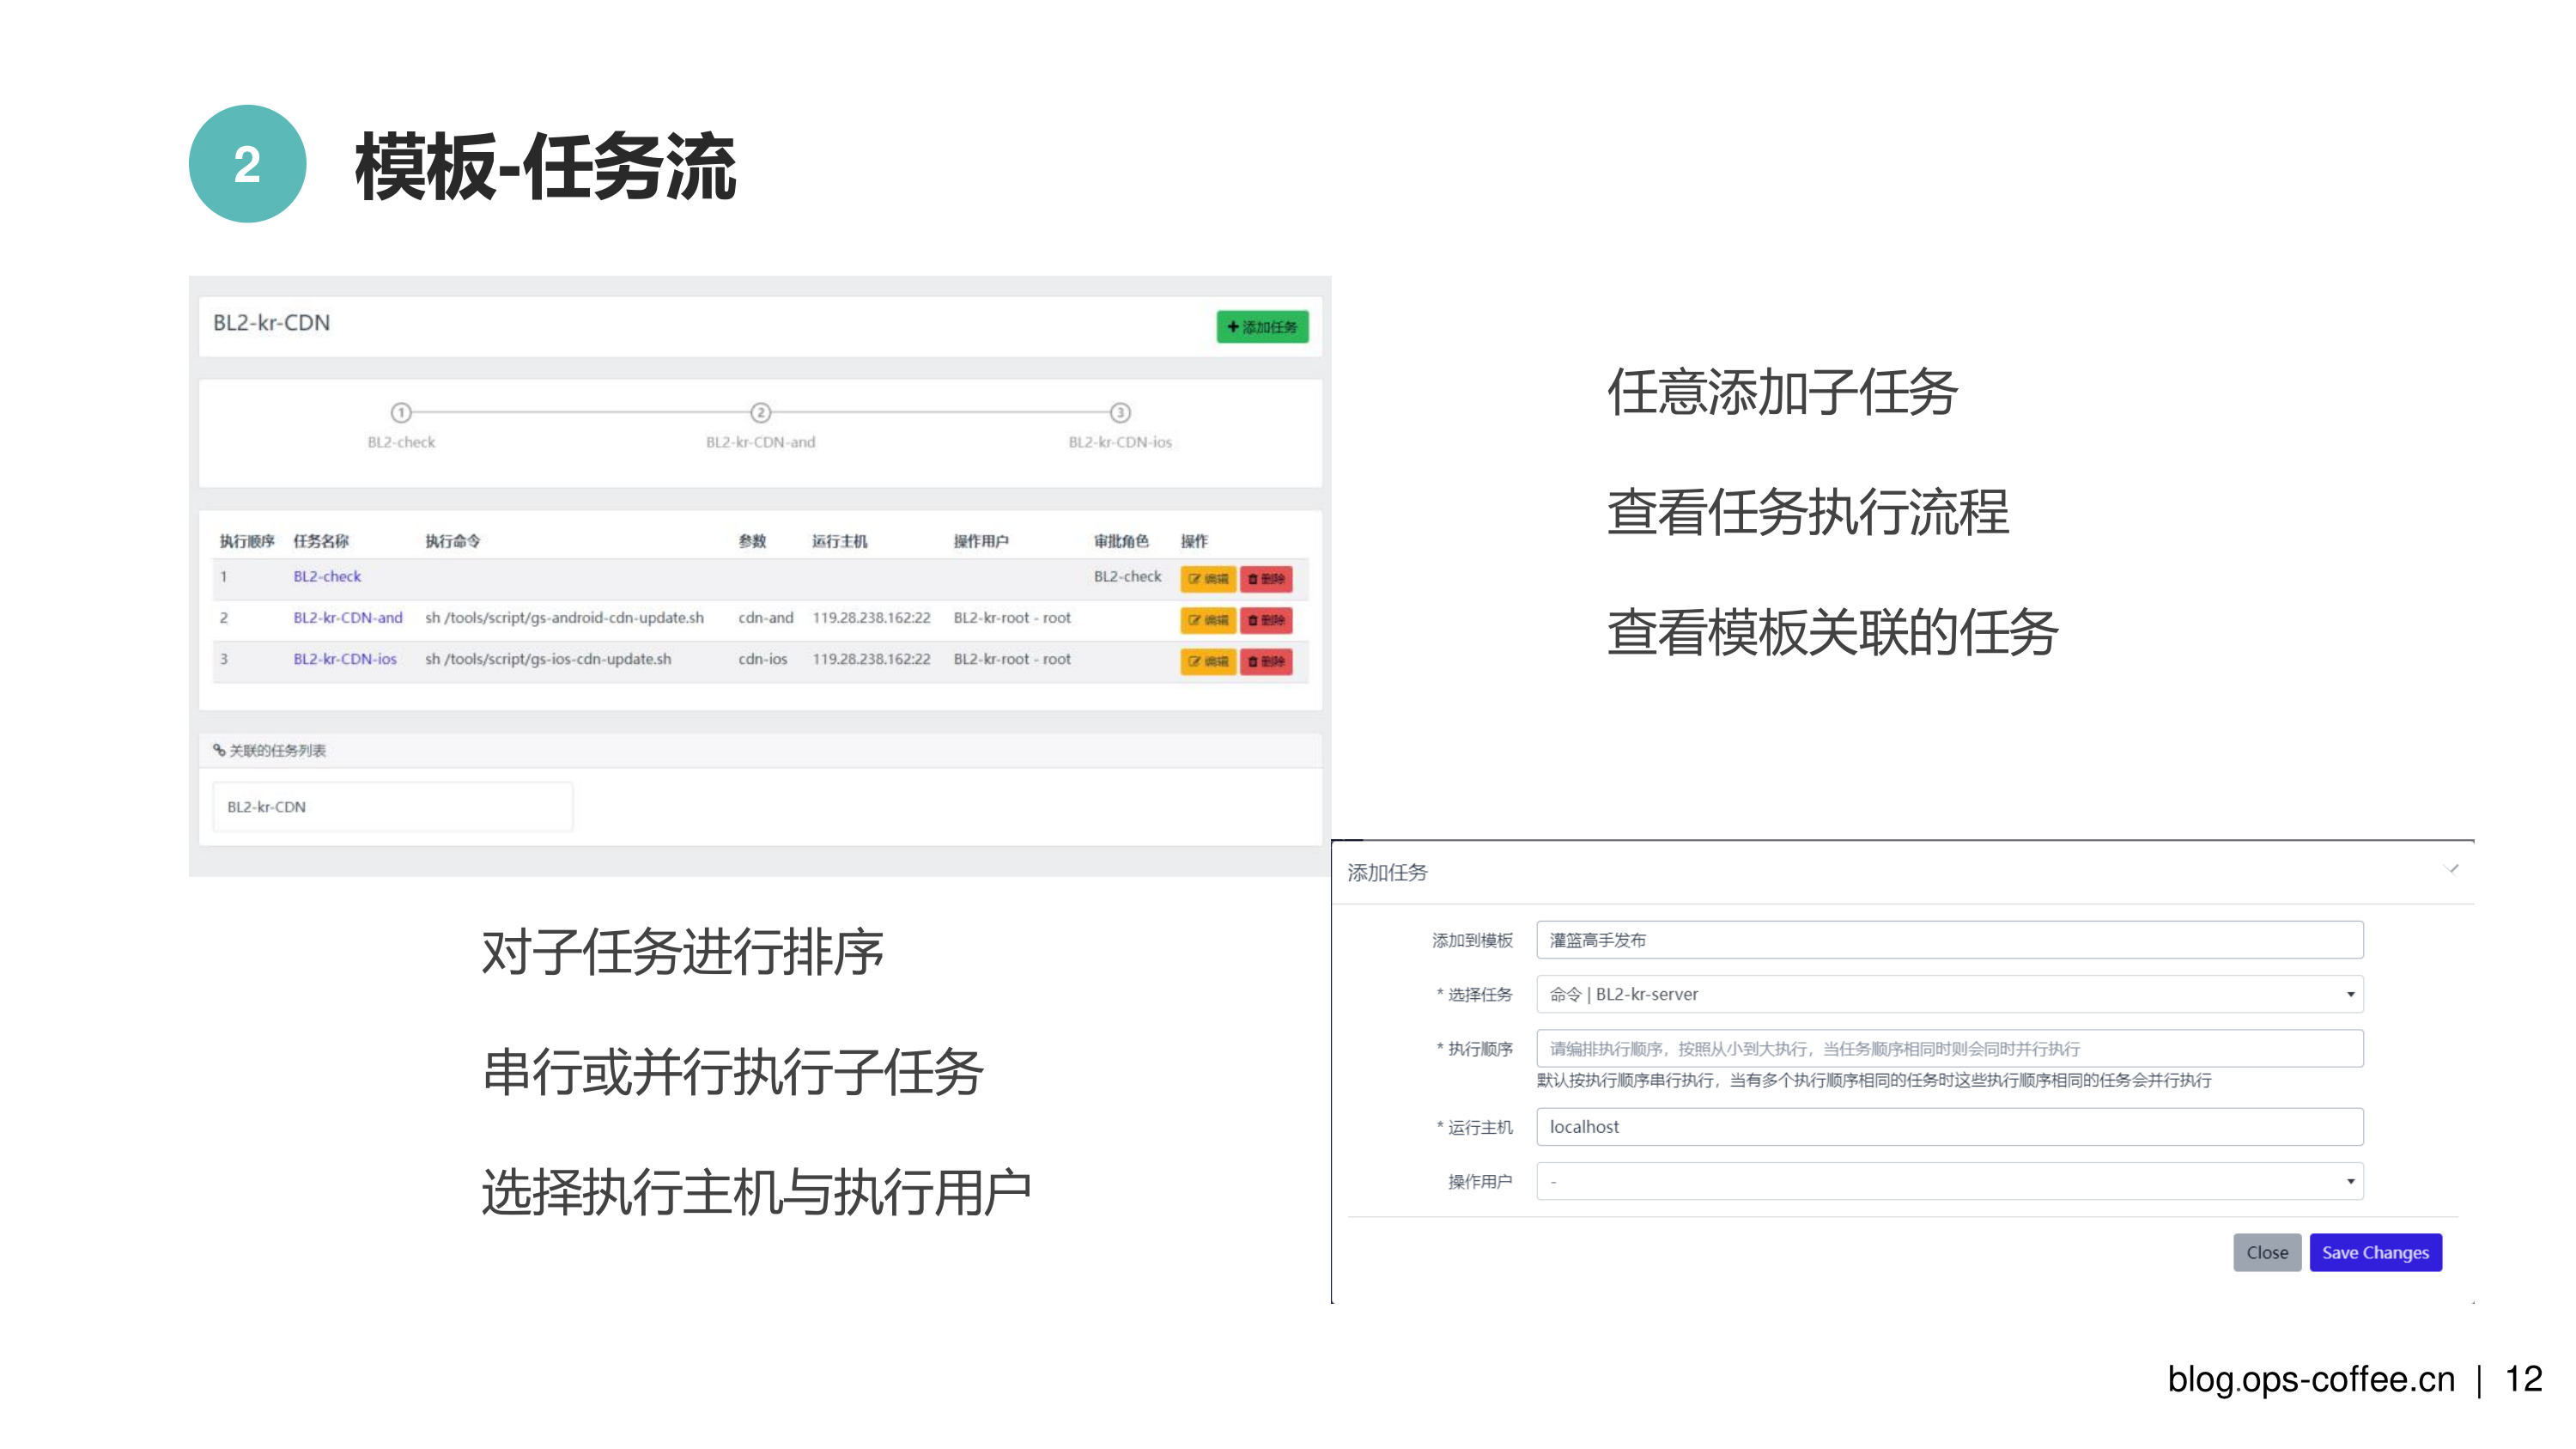 2
模板-任务流
BL2-kr-CDN
添加任务
1 2 3
BL2-check BL2-kr-CDN-and BL2-kr-CDN-ios
执行顺序 任务名称 执行命令 参数 运行主机 操作用户 审批角色 操作
1 BL2-check BL2-check 编辑 删除
2 BL2-kr-CDN-and sh /tools/script/gs-android-cdn-update.sh cdn-and 119.28.238.162:22 BL2-kr-root - root 编辑 删除
3 BL2-kr-CDN-ios sh /tools/script/gs-ios-cdn-update.sh cdn-ios 119.28.238.162:22 BL2-kr-root - root 编辑 删除
关联的任务列表
BL2-kr-CDN
任意添加子任务
查看任务执行流程
查看模板关联的任务
对子任务进行排序
串行或并行执行子任务
选择执行主机与执行用户
添加任务
添加到模板 灌篮高手发布
* 选择任务 命令 | BL2-kr-server
* 执行顺序 请编排执行顺序，按照从小到大执行，当任务顺序相同时则会同时并行执行
默认按执行顺序串行执行，当有多个执行顺序相同的任务时这些执行顺序相同的任务会并行执行
* 运行主机 localhost
操作用户 -
Close Save Changes
blog.ops-coffee.cn | 12